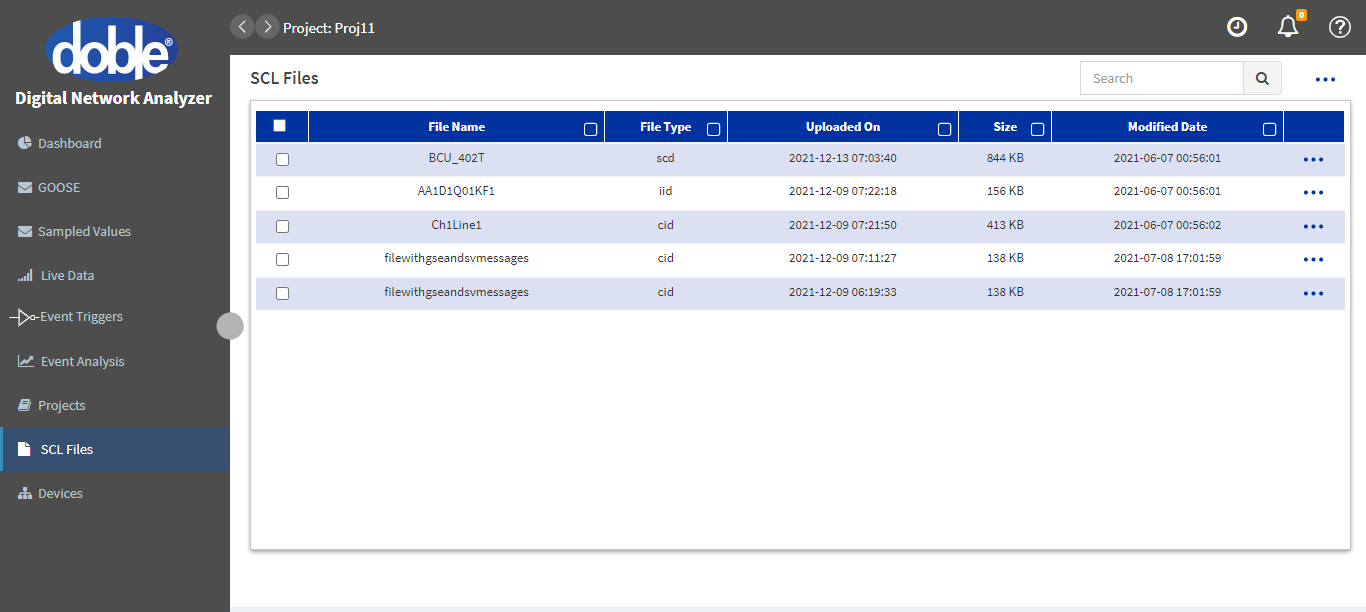 doble®
Digital Network Analyzer
Dashboard
GOOSE
Sampled Values
Live Data
Event Triggers
Event Analysis
Projects
SCL Files
Devices
Project: Proj11
0
SCL Files
Search
File Name File Type Uploaded On Size Modified Date
BCU_402T scd 2021-12-13 07:03:40 844 KB 2021-06-07 00:56:01
AA1D1Q01KF1 iid 2021-12-09 07:22:18 156 KB 2021-06-07 00:56:01
Ch1Line1 cid 2021-12-09 07:21:50 413 KB 2021-06-07 00:56:02
filewithgseandsvmessages cid 2021-12-09 07:11:27 138 KB 2021-07-08 17:01:59
filewithgseandsvmessages cid 2021-12-09 06:19:33 138 KB 2021-07-08 17:01:59